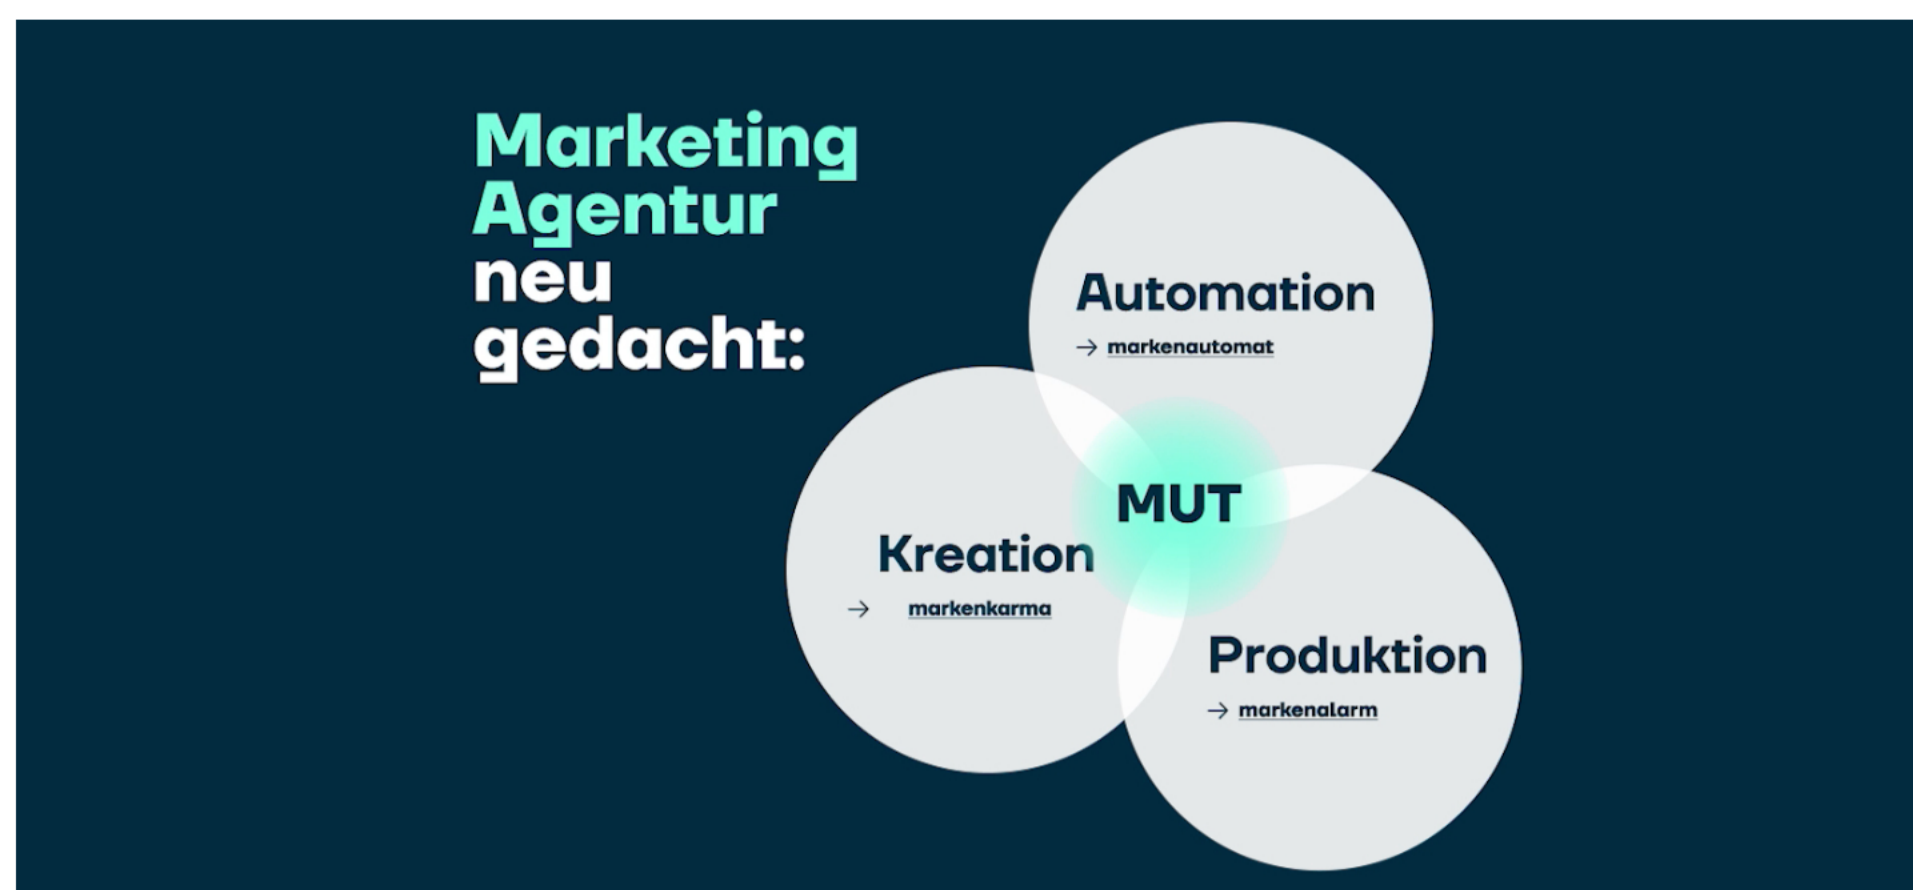 Marketing
Agentur
neu
gedacht:
Automation
→ markenautomat
MUT
Kreation
→ markenkarma
Produktion
→ markenalarm